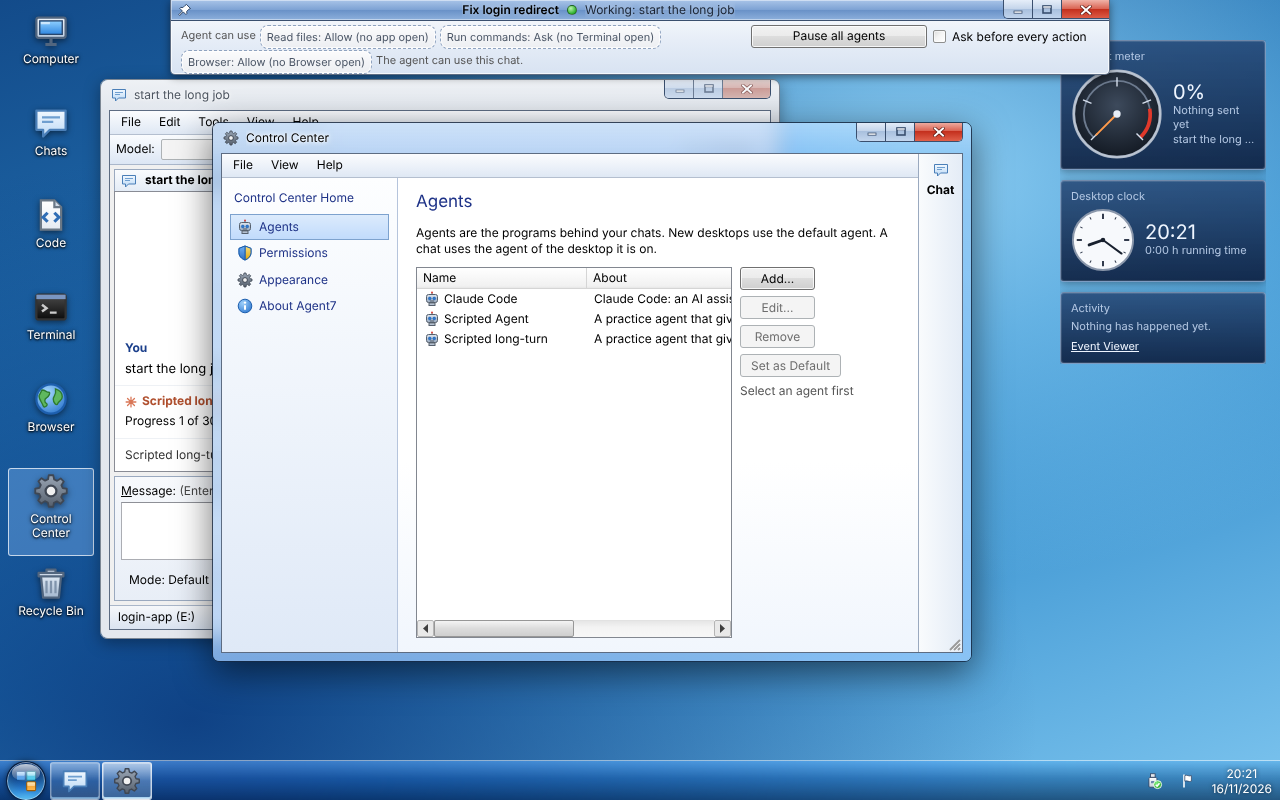 Fix login redirect
Working: start the long job
Agent can use
Read files: Allow (no app open)
Run commands: Ask (no Terminal open)
Browser: Allow (no Browser open)
The agent can use this chat.
Pause all agents
Ask before every action
Computer
Chats
Code
Terminal
Browser
Control
Center
Recycle Bin
start the long job
File Edit Tools View Help
Model:
start the lon
You
start the long j
Scripted lon
Progress 1 of 30
Scripted long-tu
Message: (Enter
Mode: Default
login-app (E:)
Control Center
File View Help
Control Center Home
Agents
Permissions
Appearance
About Agent7
Agents
Agents are the programs behind your chats. New desktops use the default agent. A
chat uses the agent of the desktop it is on.
Name About
Claude Code Claude Code: an AI assis
Scripted Agent A practice agent that giv
Scripted long-turn A practice agent that giv
Add...
Edit...
Remove
Set as Default
Select an agent first
Chat
meter
0%
Nothing sent
yet
start the long ...
Desktop clock
20:21
0:00 h running time
Activity
Nothing has happened yet.
Event Viewer
20:21
16/11/2026